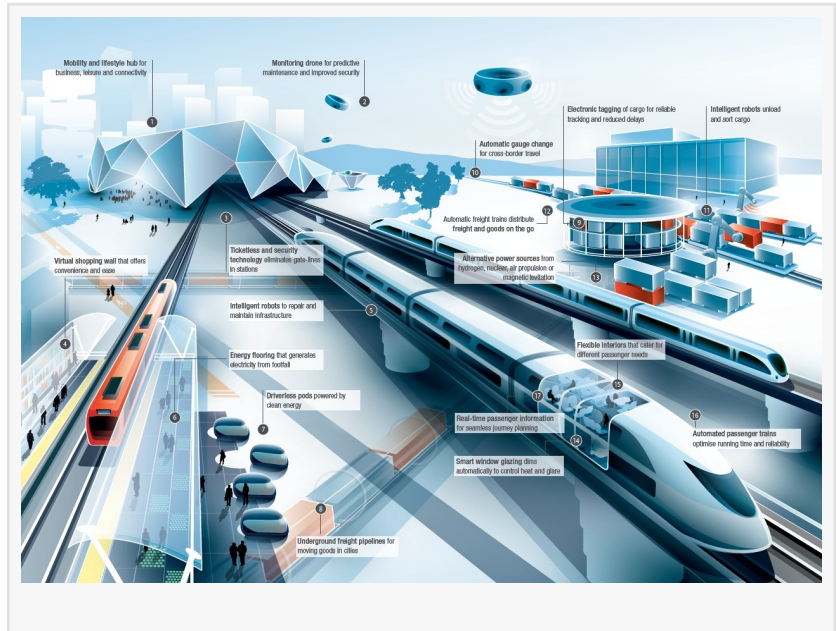 Mobility and lifestyle hub for
business, leisure and connectivity
1
Monitoring drone for predictive
maintenance and improved security
2
Electronic tagging of cargo for reliable
tracking and reduced delays
Intelligent robots unload
and sort cargo
Automatic gauge change
for cross-border travel
10
Automatic freight trains distribute
freight and goods on the go
12
9
11
3
Ticketless and security
technology eliminates gate-lines
in stations
Virtual shopping wall that offers
convenience and ease
Alternative power sources from
hydrogen, nuclear, air propulsion or
magnetic levitation
13
Intelligent robots to repair and
maintain infrastructure
5
4
Flexible interiors that cater for
different passenger needs
15
Energy flooring that generates
electricity from footfall
6
Driverless pods powered by
clean energy
7
17
Real-time passenger information
for seamless journey planning
14
16
Automated passenger trains
optimise running time and reliability
Smart window glazing dims
automatically to control heat and glare
8
Underground freight pipelines for
moving goods in cities